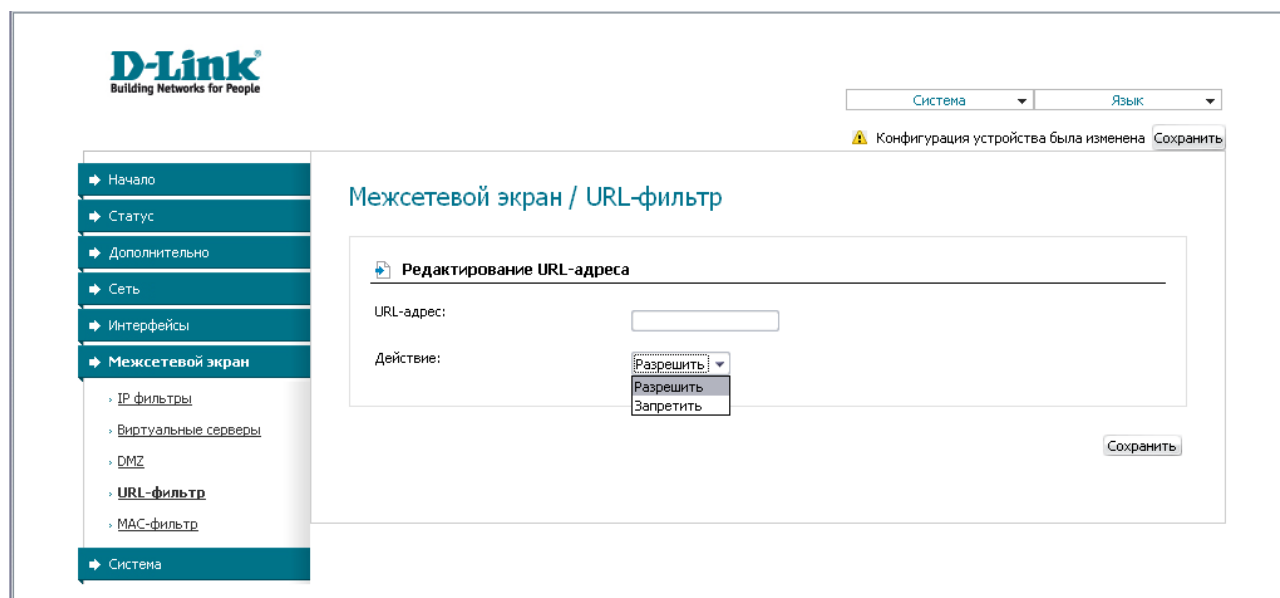 D-Link
Building Networks for People
Система Язык
Конфигурация устройства была изменена Сохранить
Начало
Статус
Дополнительно
Сеть
Интерфейсы
Межсетевой экран
IP фильтры
Виртуальные серверы
DMZ
URL-фильтр
MAC-фильтр
Система
Межсетевой экран / URL-фильтр
Редактирование URL-адреса
URL-адрес:
Действие: Разрешить
Разрешить
Запретить
Сохранить